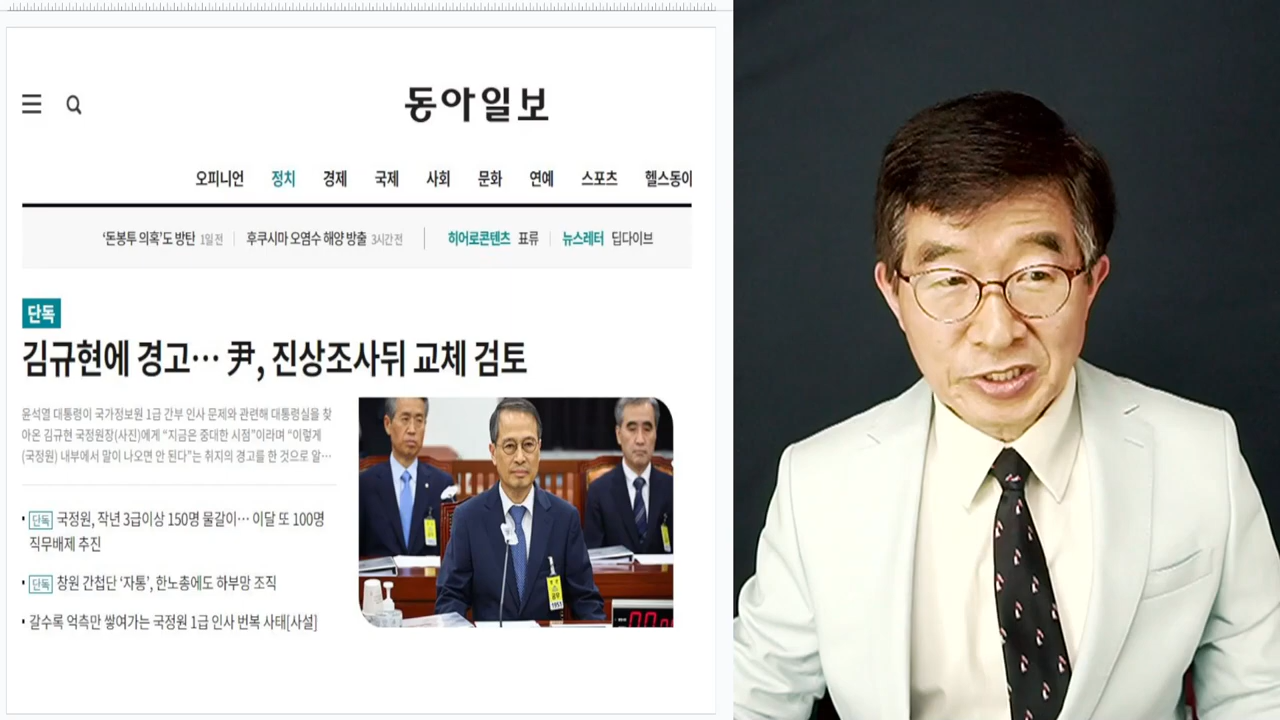 동아일보
오피니언 정치 경제 국제 사회 문화 연예 스포츠 헬스동아
‘돈봉투 의혹’도 방탄 1일전 후쿠시마 오염수 해양 방출 3시간전 히어로콘텐츠 표류 뉴스레터 딥다이브
단독
김규현에 경고… 尹, 진상조사뒤 교체 검토
윤석열 대통령이 국가정보원 1급 간부 인사 문제와 관련해 대통령실을 찾
아온 김규현 국정원장(사진)에게 “지금은 중대한 시점”이라며 “이렇게
(국정원) 내부에서 말이 나오면 안 된다”는 취지의 경고를 한 것으로 알…
단독 국정원, 작년 3급이상 150명 물갈이… 이달 또 100명
직무배제 추진
단독 창원 간첩단 ‘자통’, 한노총에도 하부망 조직
갈수록 억측만 쌓여가는 국정원 1급 인사 번복 사태[사설]